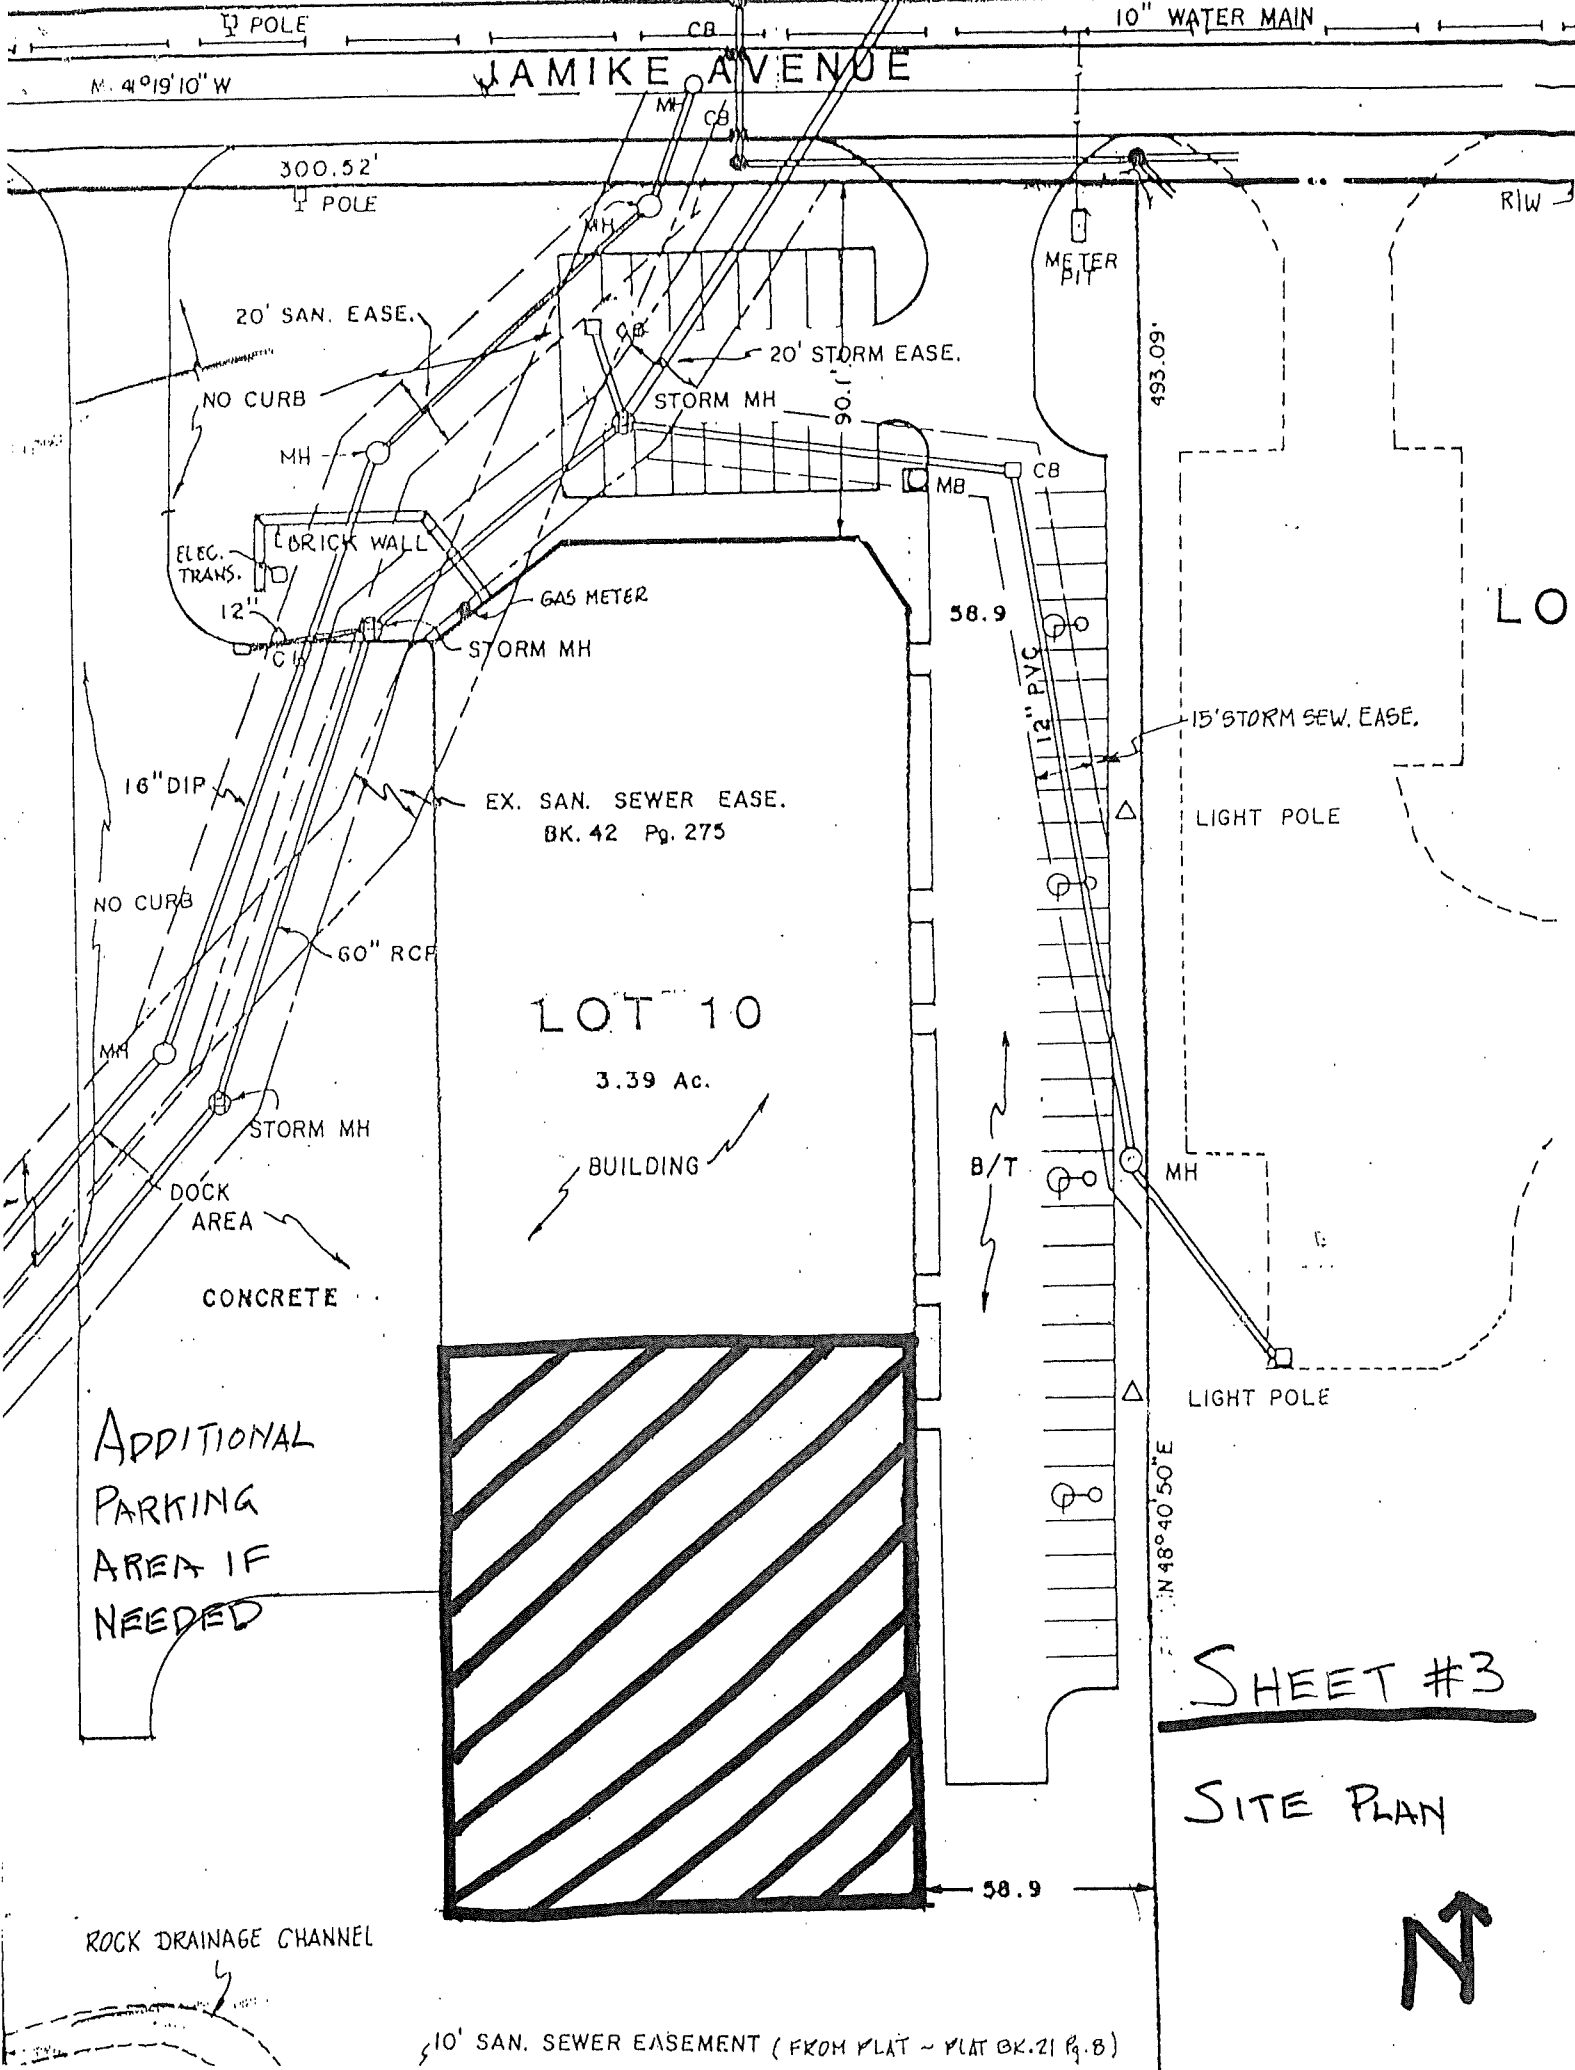 POLE
CB
10" WATER MAIN
JAMIKE AVENUE
41°19'10" W
MH
CB
300.52'
POLE
R/W
MH
METER
PIT
20' SAN. EASE.
CB
20' STORM EASE.
493.09'
NO CURB
STORM MH
90.1'
MH
CB
MB
BRICK WALL
ELEC.
TRANS.
GAS METER
12"
58.9
LO
STORM MH
12" PVC
15' STORM SEW. EASE.
16" DIP
EX. SAN. SEWER EASE.
BK. 42 Pg. 275
LIGHT POLE
NO CURB
60" RCP
LOT 10
3.39 Ac.
MH
STORM MH
BUILDING
B/T
MH
DOCK
AREA
CONCRETE
LIGHT POLE
ADDITIONAL
PARKING
AREA IF
NEEDED
N48°40'50"E
SHEET #3
SITE PLAN
58.9
N
ROCK DRAINAGE CHANNEL
10' SAN. SEWER EASEMENT (FROM PLAT ~ PLAT BK.21 Pg.8)